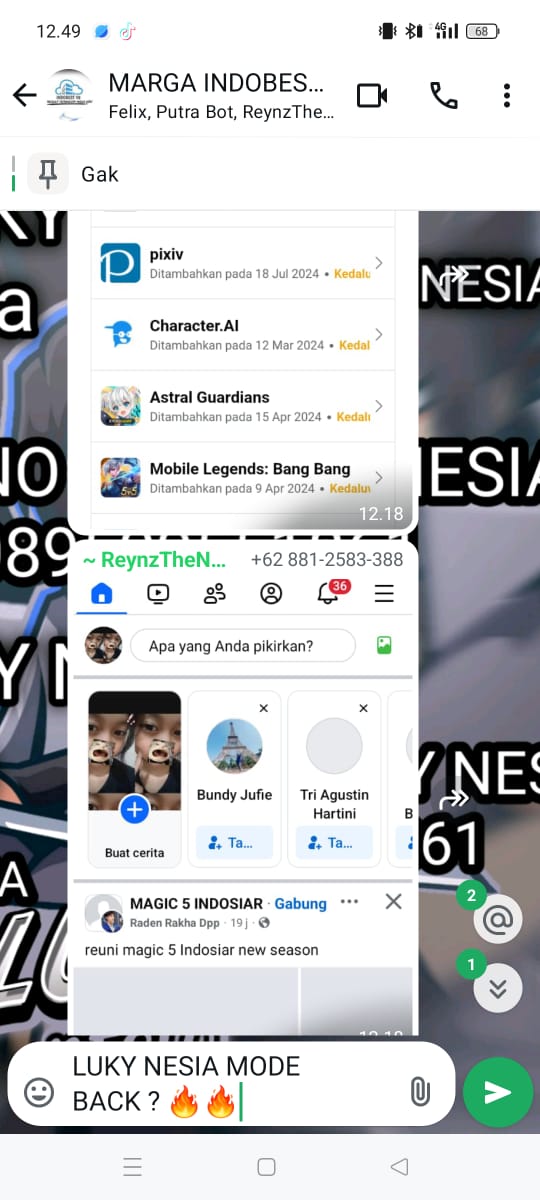 12.49
4G
68
MARGA INDOBES...
Felix, Putra Bot, ReynzThe...
Gak
pixiv
Ditambahkan pada 18 Jul 2024 • Kedalu
Character.AI
Ditambahkan pada 12 Mar 2024 • Kedal
Astral Guardians
Ditambahkan pada 15 Apr 2024 • Kedalu
Mobile Legends: Bang Bang
Ditambahkan pada 9 Apr 2024 • Kedaluw
12.18
~ ReynzTheN...
+62 881-2583-388
36
Apa yang Anda pikirkan?
Bundy Jufie
Tri Agustin
Hartini
B
Ta...
Ta...
Buat cerita
MAGIC 5 INDOSIAR · Gabung
Raden Rakha Dpp · 19 j ·
reuni magic 5 Indosiar new season
2
1
LUKY NESIA MODE
BACK ? 🔥 🔥